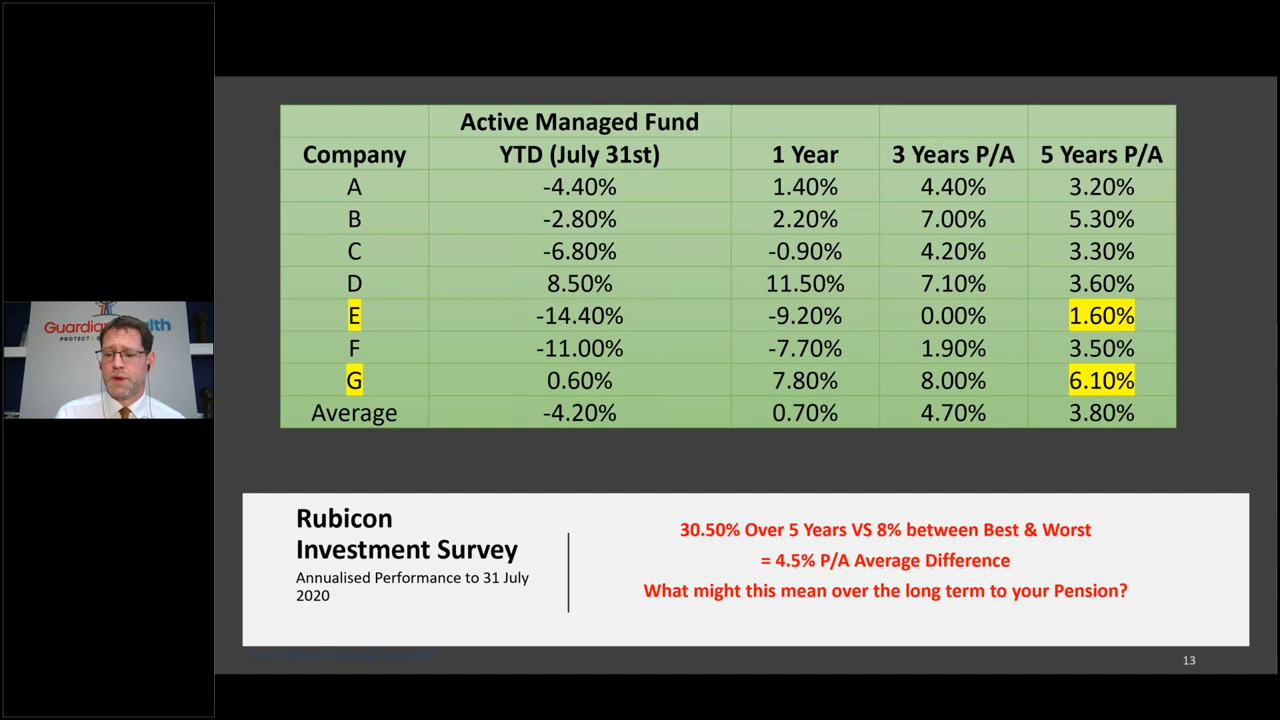 Active Managed Fund
Company YTD (July 31st) 1 Year 3 Years P/A 5 Years P/A
A -4.40% 1.40% 4.40% 3.20%
B -2.80% 2.20% 7.00% 5.30%
C -6.80% -0.90% 4.20% 3.30%
D 8.50% 11.50% 7.10% 3.60%
E -14.40% -9.20% 0.00% 1.60%
F -11.00% -7.70% 1.90% 3.50%
G 0.60% 7.80% 8.00% 6.10%
Average -4.20% 0.70% 4.70% 3.80%
Rubicon
Investment Survey
Annualised Performance to 31 July
2020
30.50% Over 5 Years VS 8% between Best & Worst
= 4.5% P/A Average Difference
What might this mean over the long term to your Pension?
13